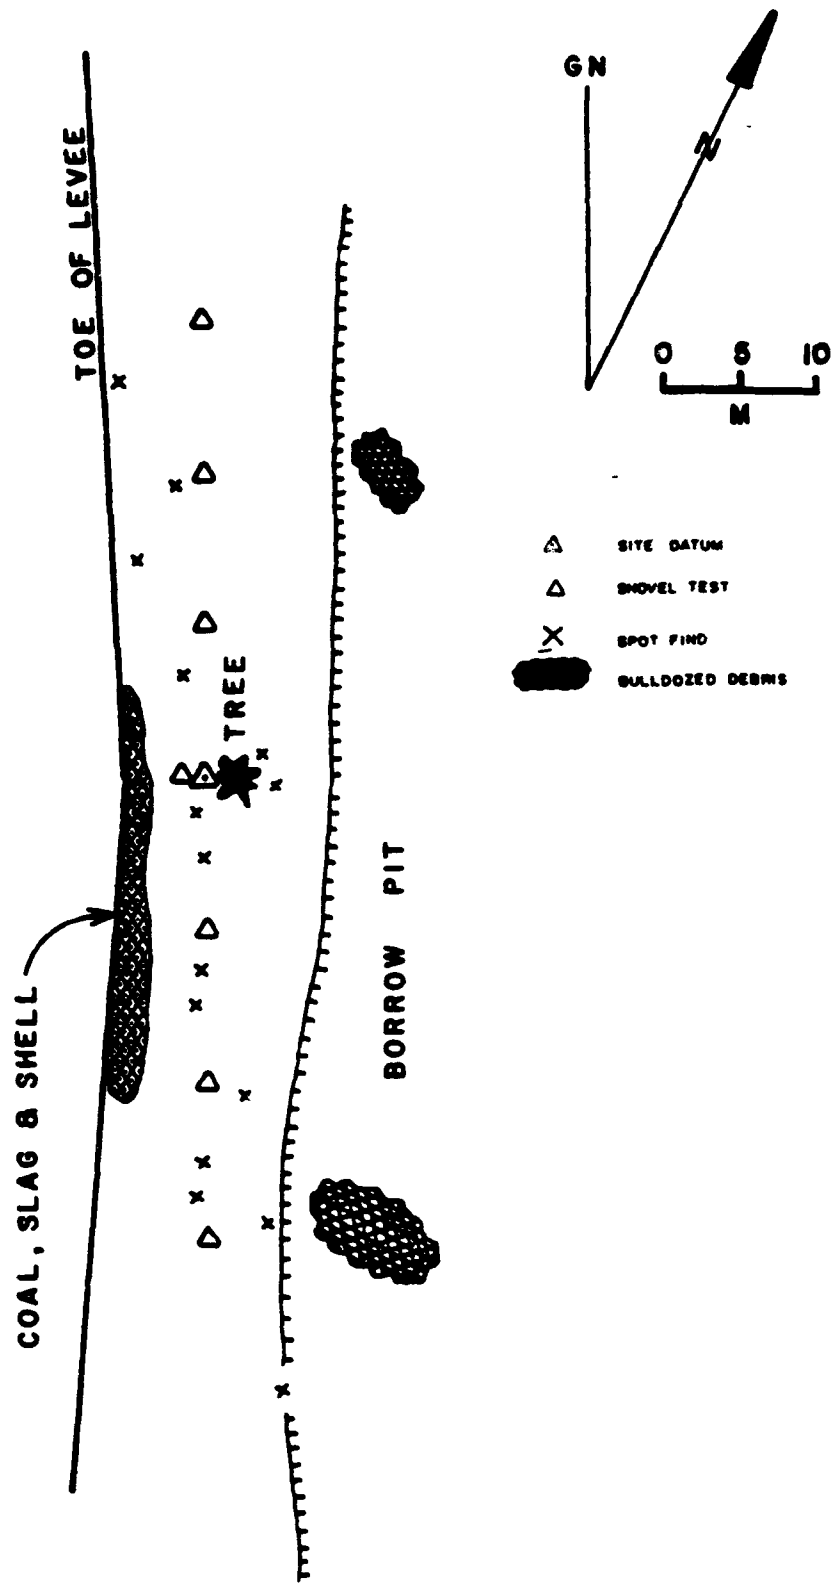 GN
N
TOE OF LEVEE
0 5 10
M
SITE DATUM
SHOVEL TEST
SPOT FIND
BULLDOZED DEBRIS
TREE
BORROW PIT
COAL, SLAG & SHELL